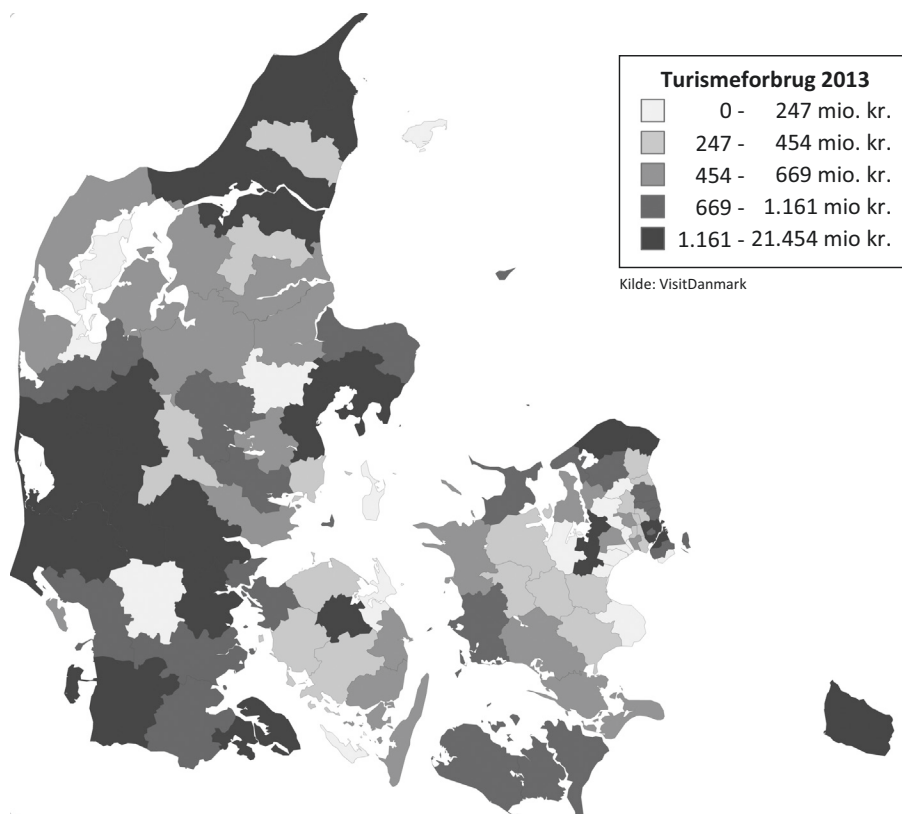 Turismeforbrug 2013
0 - 247 mio. kr.
247 - 454 mio. kr.
454 - 669 mio. kr.
669 - 1.161 mio kr.
1.161 - 21.454 mio kr.
Kilde: VisitDanmark